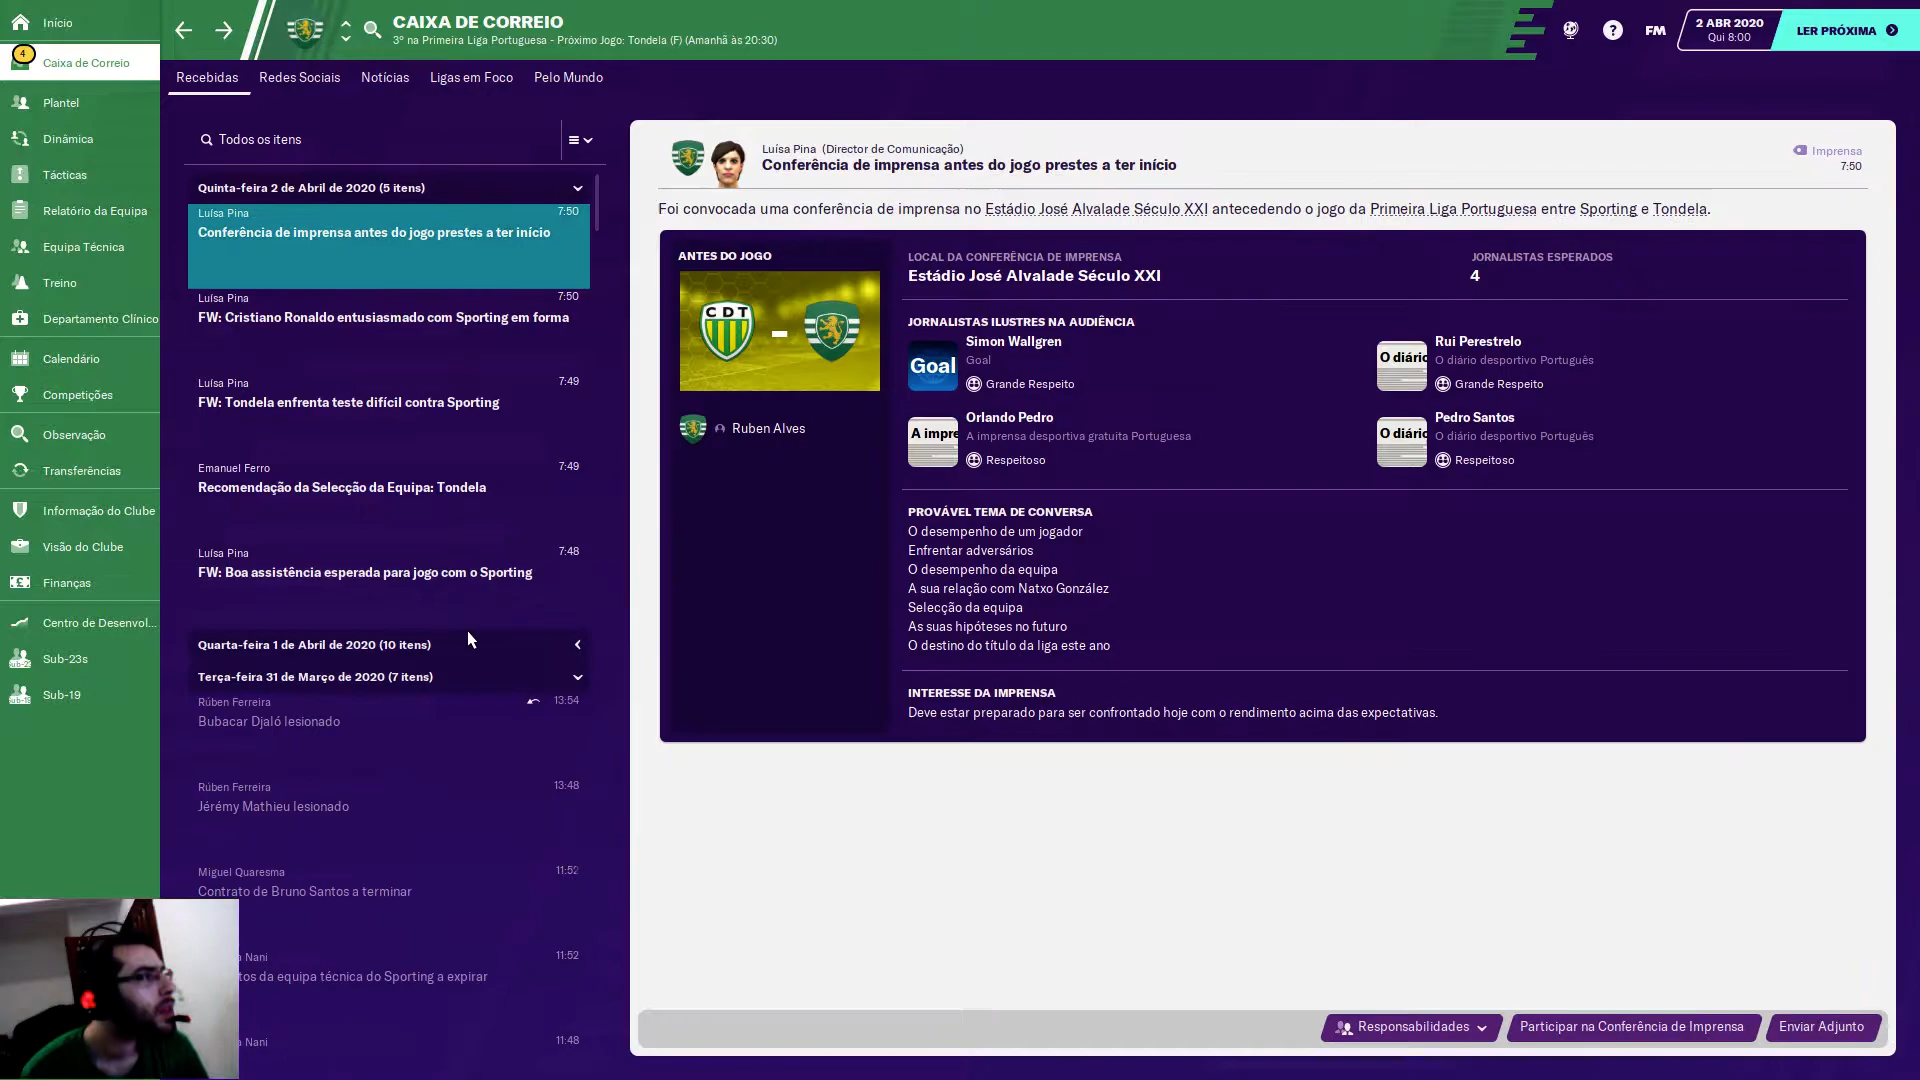 Início
4
Caixa de Correio
Plantel
Dinâmica
Tácticas
Relatório da Equipa
Equipa Técnica
Treino
Departamento Clínico
Calendário
Competições
Observação
Transferências
Informação do Clube
Visão do Clube
Finanças
Centro de Desenvol...
Sub-23s
Sub-19
CAIXA DE CORREIO
3º na Primeira Liga Portuguesa - Próximo Jogo: Tondela (F) (Amanhã às 20:30)
?
FM
2 ABR 2020
Qui 8:00
LER PRÓXIMA
Recebidas
Redes Sociais
Notícias
Ligas em Foco
Pelo Mundo
Todos os itens
Quinta-feira 2 de Abril de 2020 (5 itens)
Luísa Pina 7:50
Conferência de imprensa antes do jogo prestes a ter início
Luísa Pina 7:50
FW: Cristiano Ronaldo entusiasmado com Sporting em forma
Luísa Pina 7:49
FW: Tondela enfrenta teste difícil contra Sporting
Emanuel Ferro 7:49
Recomendação da Selecção da Equipa: Tondela
Luísa Pina 7:48
FW: Boa assistência esperada para jogo com o Sporting
Quarta-feira 1 de Abril de 2020 (10 itens)
Terça-feira 31 de Março de 2020 (7 itens)
Rúben Ferreira 13:54
Bubacar Djaló lesionado
Rúben Ferreira 13:48
Jérémy Mathieu lesionado
Miguel Quaresma 11:52
Contrato de Bruno Santos a terminar
Nani 11:52
da equipa técnica do Sporting a expirar
Nani 11:48
Luísa Pina (Director de Comunicação)
Conferência de imprensa antes do jogo prestes a ter início
Imprensa
7:50
Foi convocada uma conferência de imprensa no Estádio José Alvalade Século XXI antecedendo o jogo da Primeira Liga Portuguesa entre Sporting e Tondela.
ANTES DO JOGO
CDT
Ruben Alves
LOCAL DA CONFERÊNCIA DE IMPRENSA
Estádio José Alvalade Século XXI
JORNALISTAS ESPERADOS
4
JORNALISTAS ILUSTRES NA AUDIÊNCIA
Goal
Simon Wallgren
Goal
Grande Respeito
O diáric
Rui Perestrelo
O diário desportivo Português
Grande Respeito
A impre
Orlando Pedro
A imprensa desportiva gratuita Portuguesa
Respeitoso
O diáric
Pedro Santos
O diário desportivo Português
Respeitoso
PROVÁVEL TEMA DE CONVERSA
O desempenho de um jogador
Enfrentar adversários
O desempenho da equipa
A sua relação com Natxo González
Selecção da equipa
As suas hipóteses no futuro
O destino do título da liga este ano
INTERESSE DA IMPRENSA
Deve estar preparado para ser confrontado hoje com o rendimento acima das expectativas.
Responsabilidades
Participar na Conferência de Imprensa
Enviar Adjunto